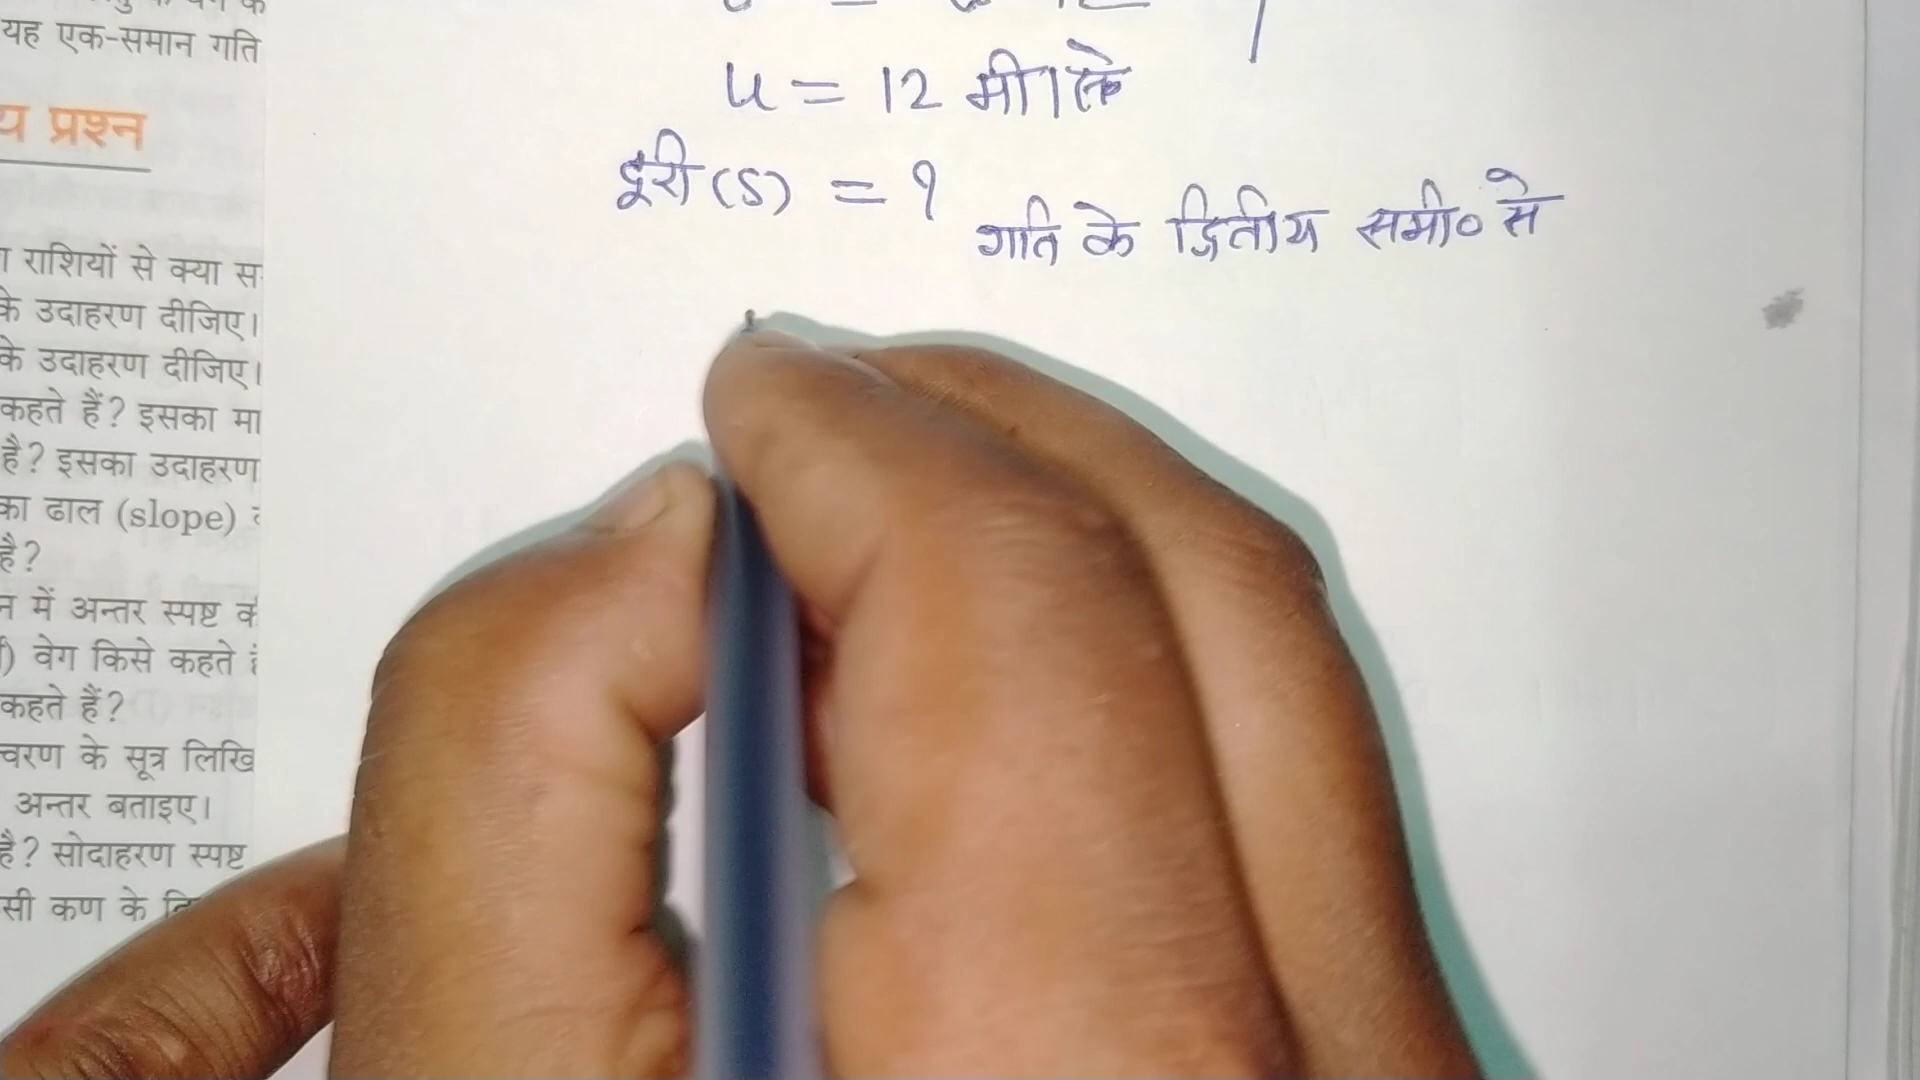 यह एक-समान गति
य प्रश्न
राशियों से क्या
के उदाहरण दीजिए।
के उदाहरण दीजिए।
कहते हैं? इसका
है? इसका उदाहरण
का ढाल (slope)
है?
में अन्तर स्पष्ट
वेग किसे कहते
कहते हैं?
के सूत्र
अन्तर बताइए।
है? सोदाहरण स्पष्ट
सी कण के
u = 12 मी/से
दूरी (S) = ?
गति के द्वितीय समी० से